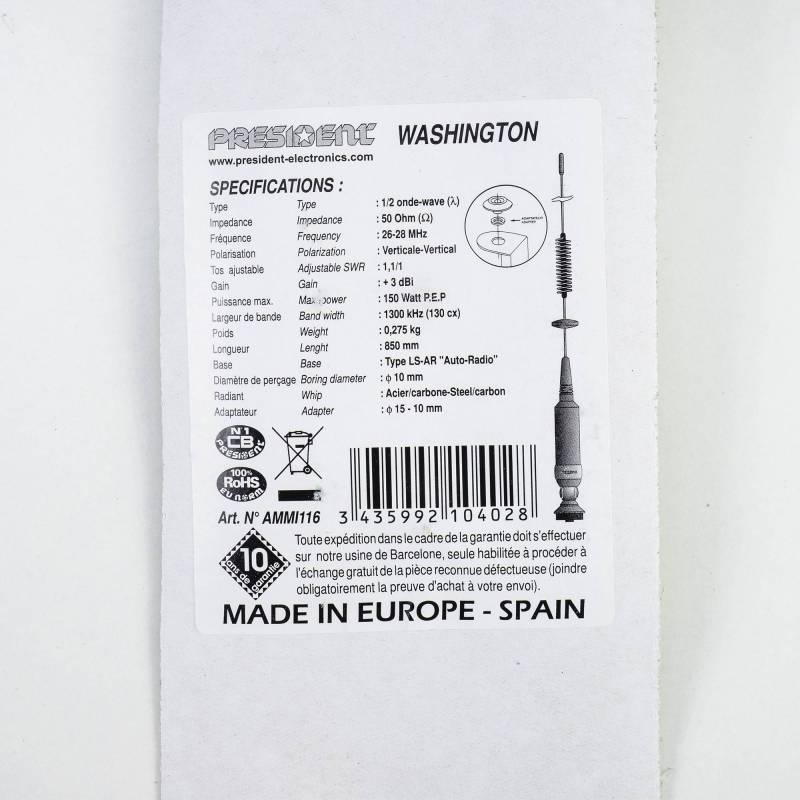 PRESIDENT WASHINGTON
www.president-electronics.com
SPECIFICATIONS :
Type Type : 1/2 onde-wave (λ)
Impedance Impedance : 50 Ohm (Ω)
Fréquence Frequency : 26-28 MHz
Polarisation Polarization : Verticale-Vertical
Tos ajustable Adjustable SWR : 1,1/1
Gain Gain : + 3 dBi
Puissance max. Max. power : 150 Watt P.E.P
Largeur de bande Band width : 1300 kHz (130 cx)
Poids Weight : 0,275 kg
Longueur Lenght : 850 mm
Base Base : Type LS-AR "Auto-Radio"
Diamètre de perçage Boring diameter : ϕ 10 mm
Radiant Whip : Acier/carbone-Steel/carbon
Adaptateur Adapter : ϕ 15 - 10 mm
N°1
CB
PRESIDENT
100%
RoHS
EU NORM
Art. N° AMMI116
3 435992 104028
10
ans de garantie
Toute expédition dans le cadre de la garantie doit s'effectuer
sur notre usine de Barcelone, seule habilitée à procéder à
l'échange gratuit de la pièce reconnue défectueuse (joindre
obligatoirement la preuve d'achat à votre envoi).
MADE IN EUROPE - SPAIN